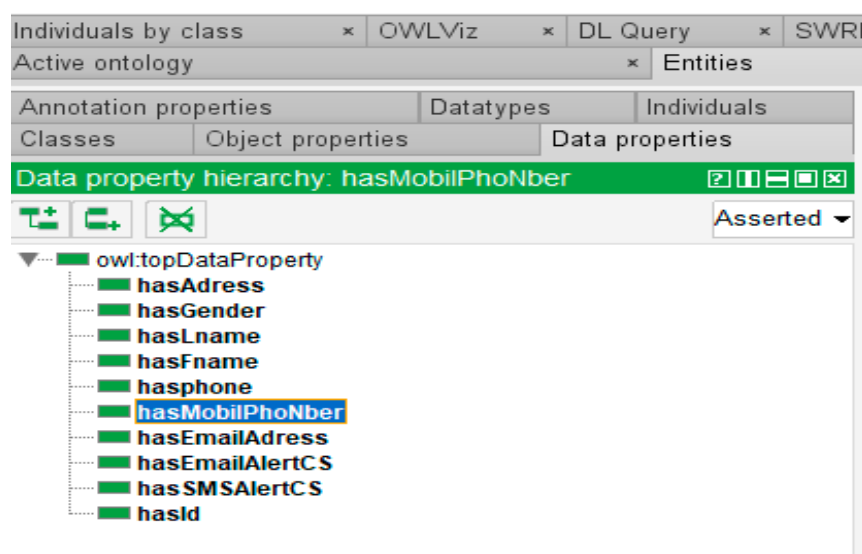 Individuals by class × OWLViz × DL Query × SWRI
Active ontology × Entities
Annotation properties Datatypes Individuals
Classes Object properties Data properties
Data property hierarchy: hasMobilPhoNber
Asserted
owl:topDataProperty
hasAdress
hasGender
hasLname
hasFname
hasphone
hasMobilPhoNber
hasEmailAdress
hasEmailAlertCS
hasSMSAlertCS
hasId